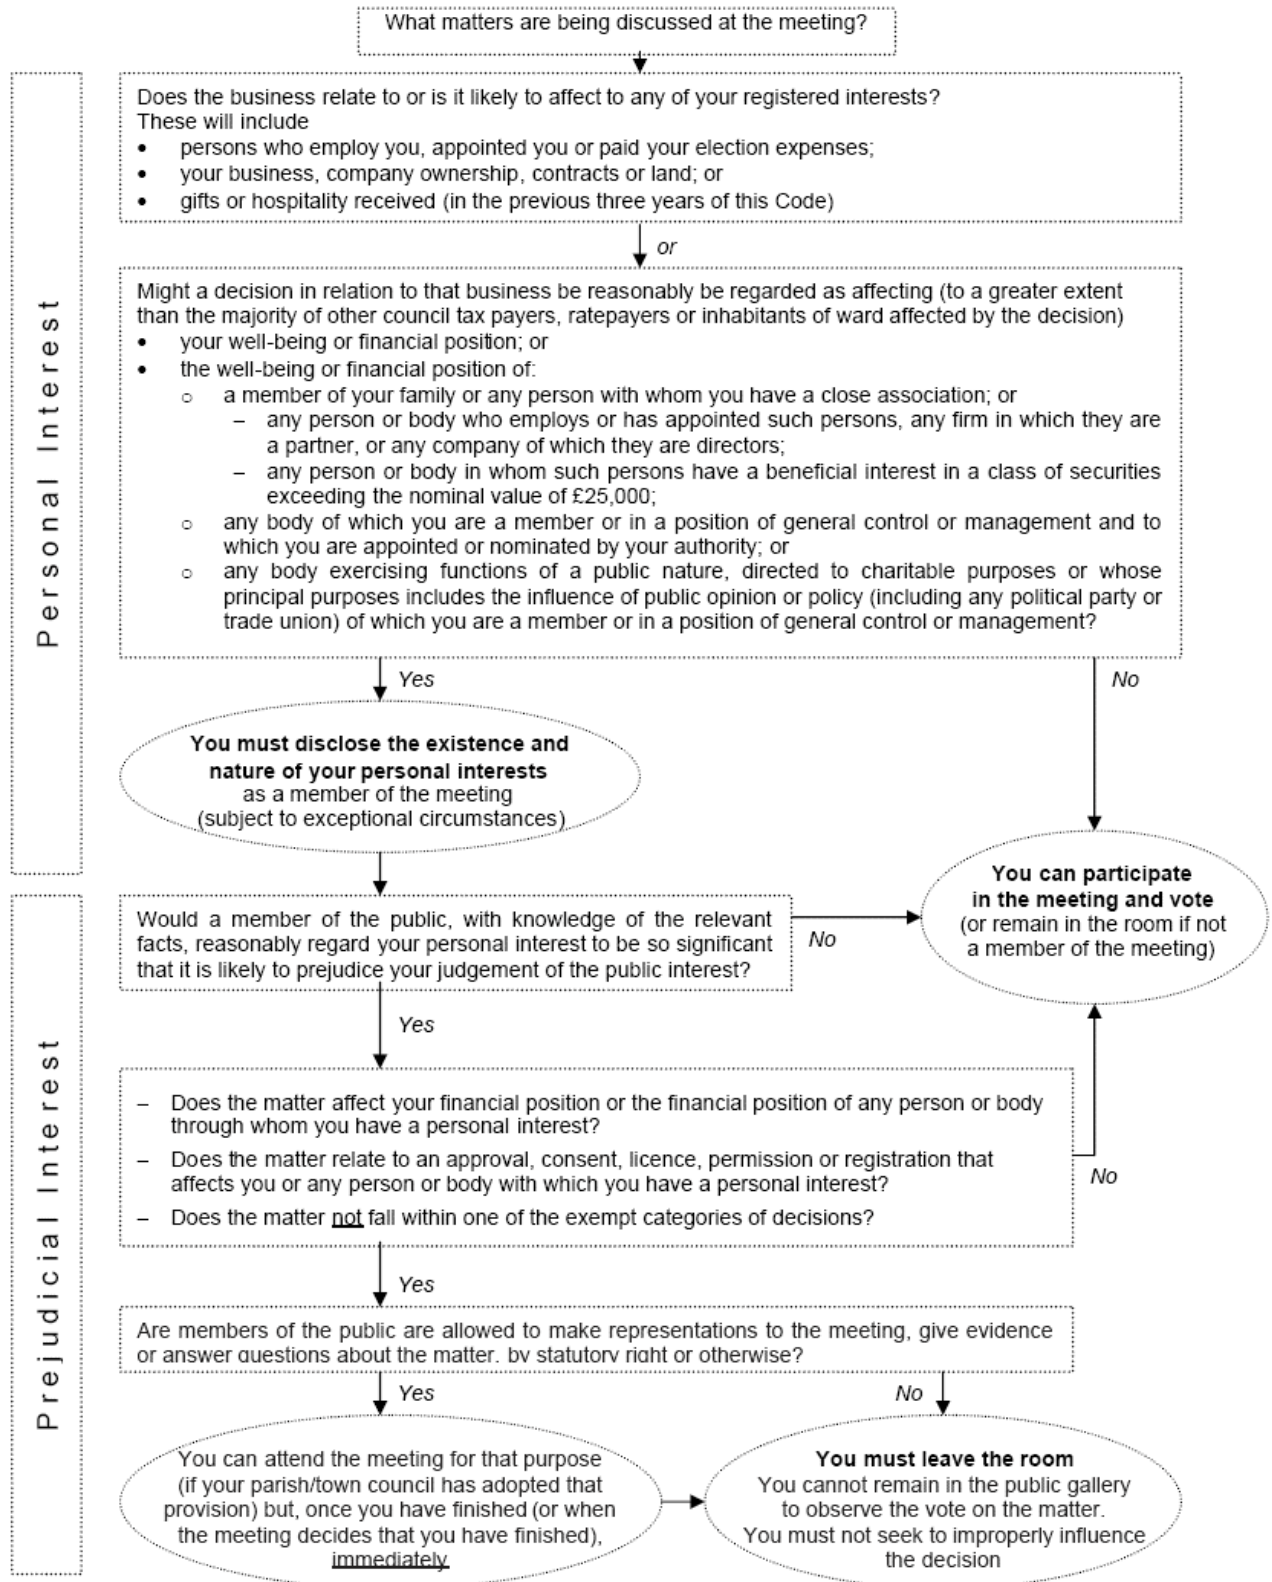 What matters are being discussed at the meeting?
Personal Interest
Does the business relate to or is it likely to affect to any of your registered interests?
These will include
• persons who employ you, appointed you or paid your election expenses;
• your business, company ownership, contracts or land; or
• gifts or hospitality received (in the previous three years of this Code)
or
Might a decision in relation to that business be reasonably be regarded as affecting (to a greater extent
than the majority of other council tax payers, ratepayers or inhabitants of ward affected by the decision)
• your well-being or financial position; or
• the well-being or financial position of:
o a member of your family or any person with whom you have a close association; or
– any person or body who employs or has appointed such persons, any firm in which they are
a partner, or any company of which they are directors;
– any person or body in whom such persons have a beneficial interest in a class of securities
exceeding the nominal value of £25,000;
o any body of which you are a member or in a position of general control or management and to
which you are appointed or nominated by your authority; or
o any body exercising functions of a public nature, directed to charitable purposes or whose
principal purposes includes the influence of public opinion or policy (including any political party or
trade union) of which you are a member or in a position of general control or management?
Yes
No
You must disclose the existence and
nature of your personal interests
as a member of the meeting
(subject to exceptional circumstances)
You can participate
in the meeting and vote
(or remain in the room if not
a member of the meeting)
Prejudicial Interest
Would a member of the public, with knowledge of the relevant
facts, reasonably regard your personal interest to be so significant
that it is likely to prejudice your judgement of the public interest?
No
Yes
– Does the matter affect your financial position or the financial position of any person or body
through whom you have a personal interest?
– Does the matter relate to an approval, consent, licence, permission or registration that
affects you or any person or body with which you have a personal interest?
– Does the matter not fall within one of the exempt categories of decisions?
No
Yes
Are members of the public are allowed to make representations to the meeting, give evidence
or answer questions about the matter, by statutory right or otherwise?
Yes
No
You can attend the meeting for that purpose
(if your parish/town council has adopted that
provision) but, once you have finished (or when
the meeting decides that you have finished),
immediately
You must leave the room
You cannot remain in the public gallery
to observe the vote on the matter.
You must not seek to improperly influence
the decision